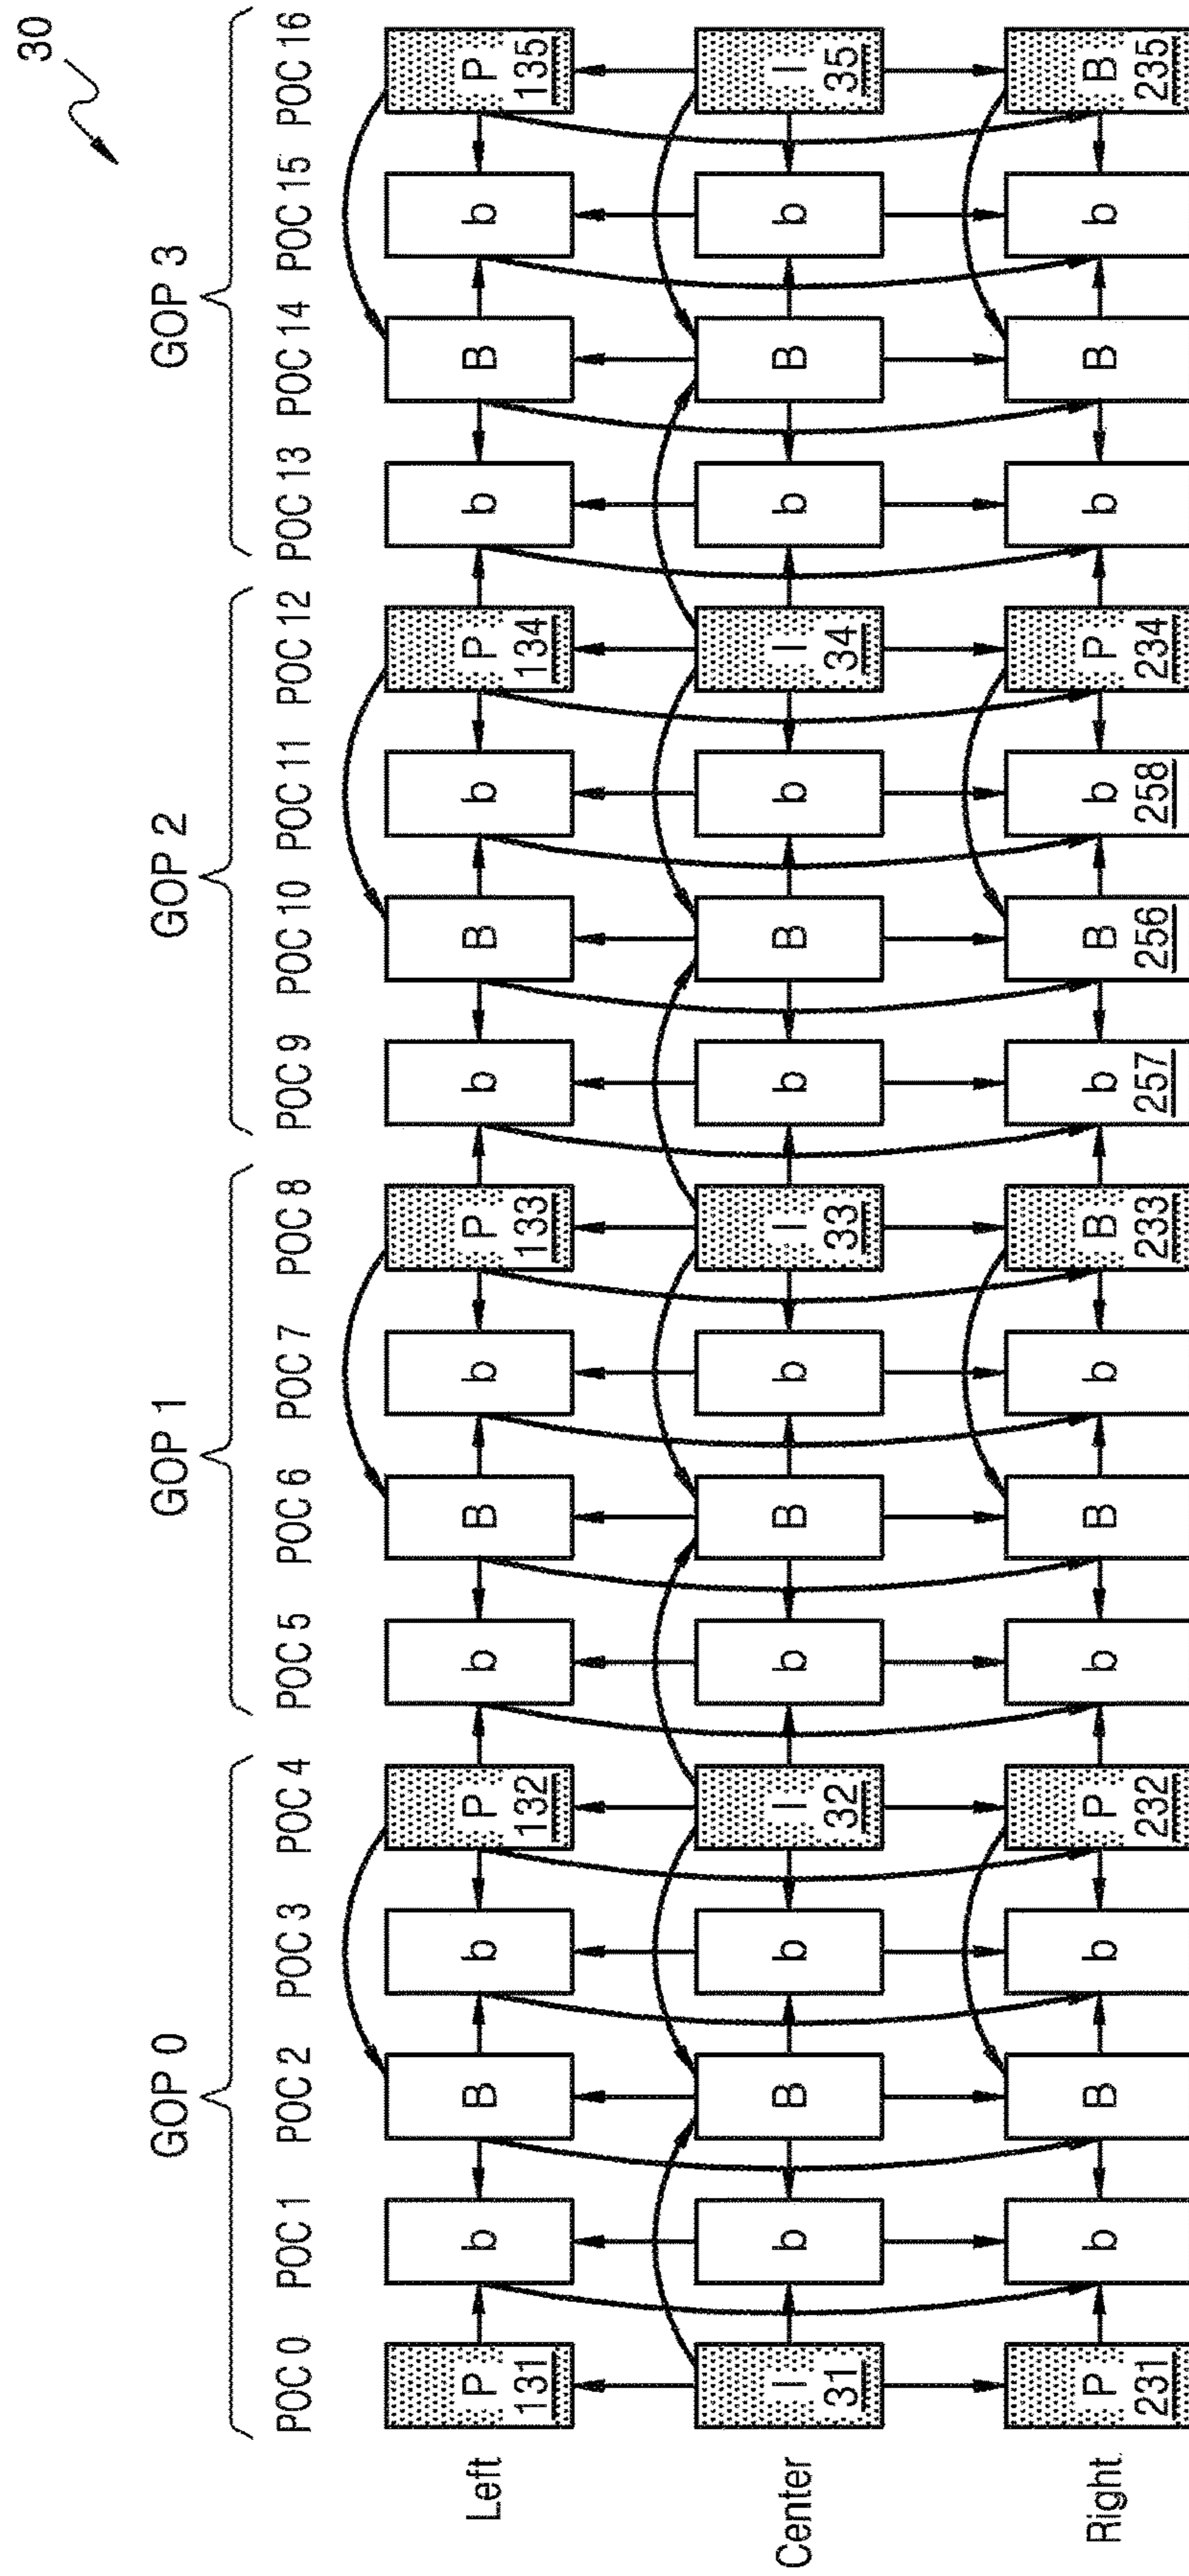 30
GOP 0 GOP 1 GOP 2 GOP 3
POC 0 POC 1 POC 2 POC 3 POC 4 POC 5 POC 6 POC 7 POC 8 POC 9 POC 10 POC 11 POC 12 POC 13 POC 14 POC 15 POC 16
Left P b B b P b B b P b B b P b B b P
131 132 133 134 135
Center I b B b I b B b I b B b I b B b I
31 32 33 34 35
Right P b B b P b B b B b B b P b B b B
231 232 233 257 256 258 234 235